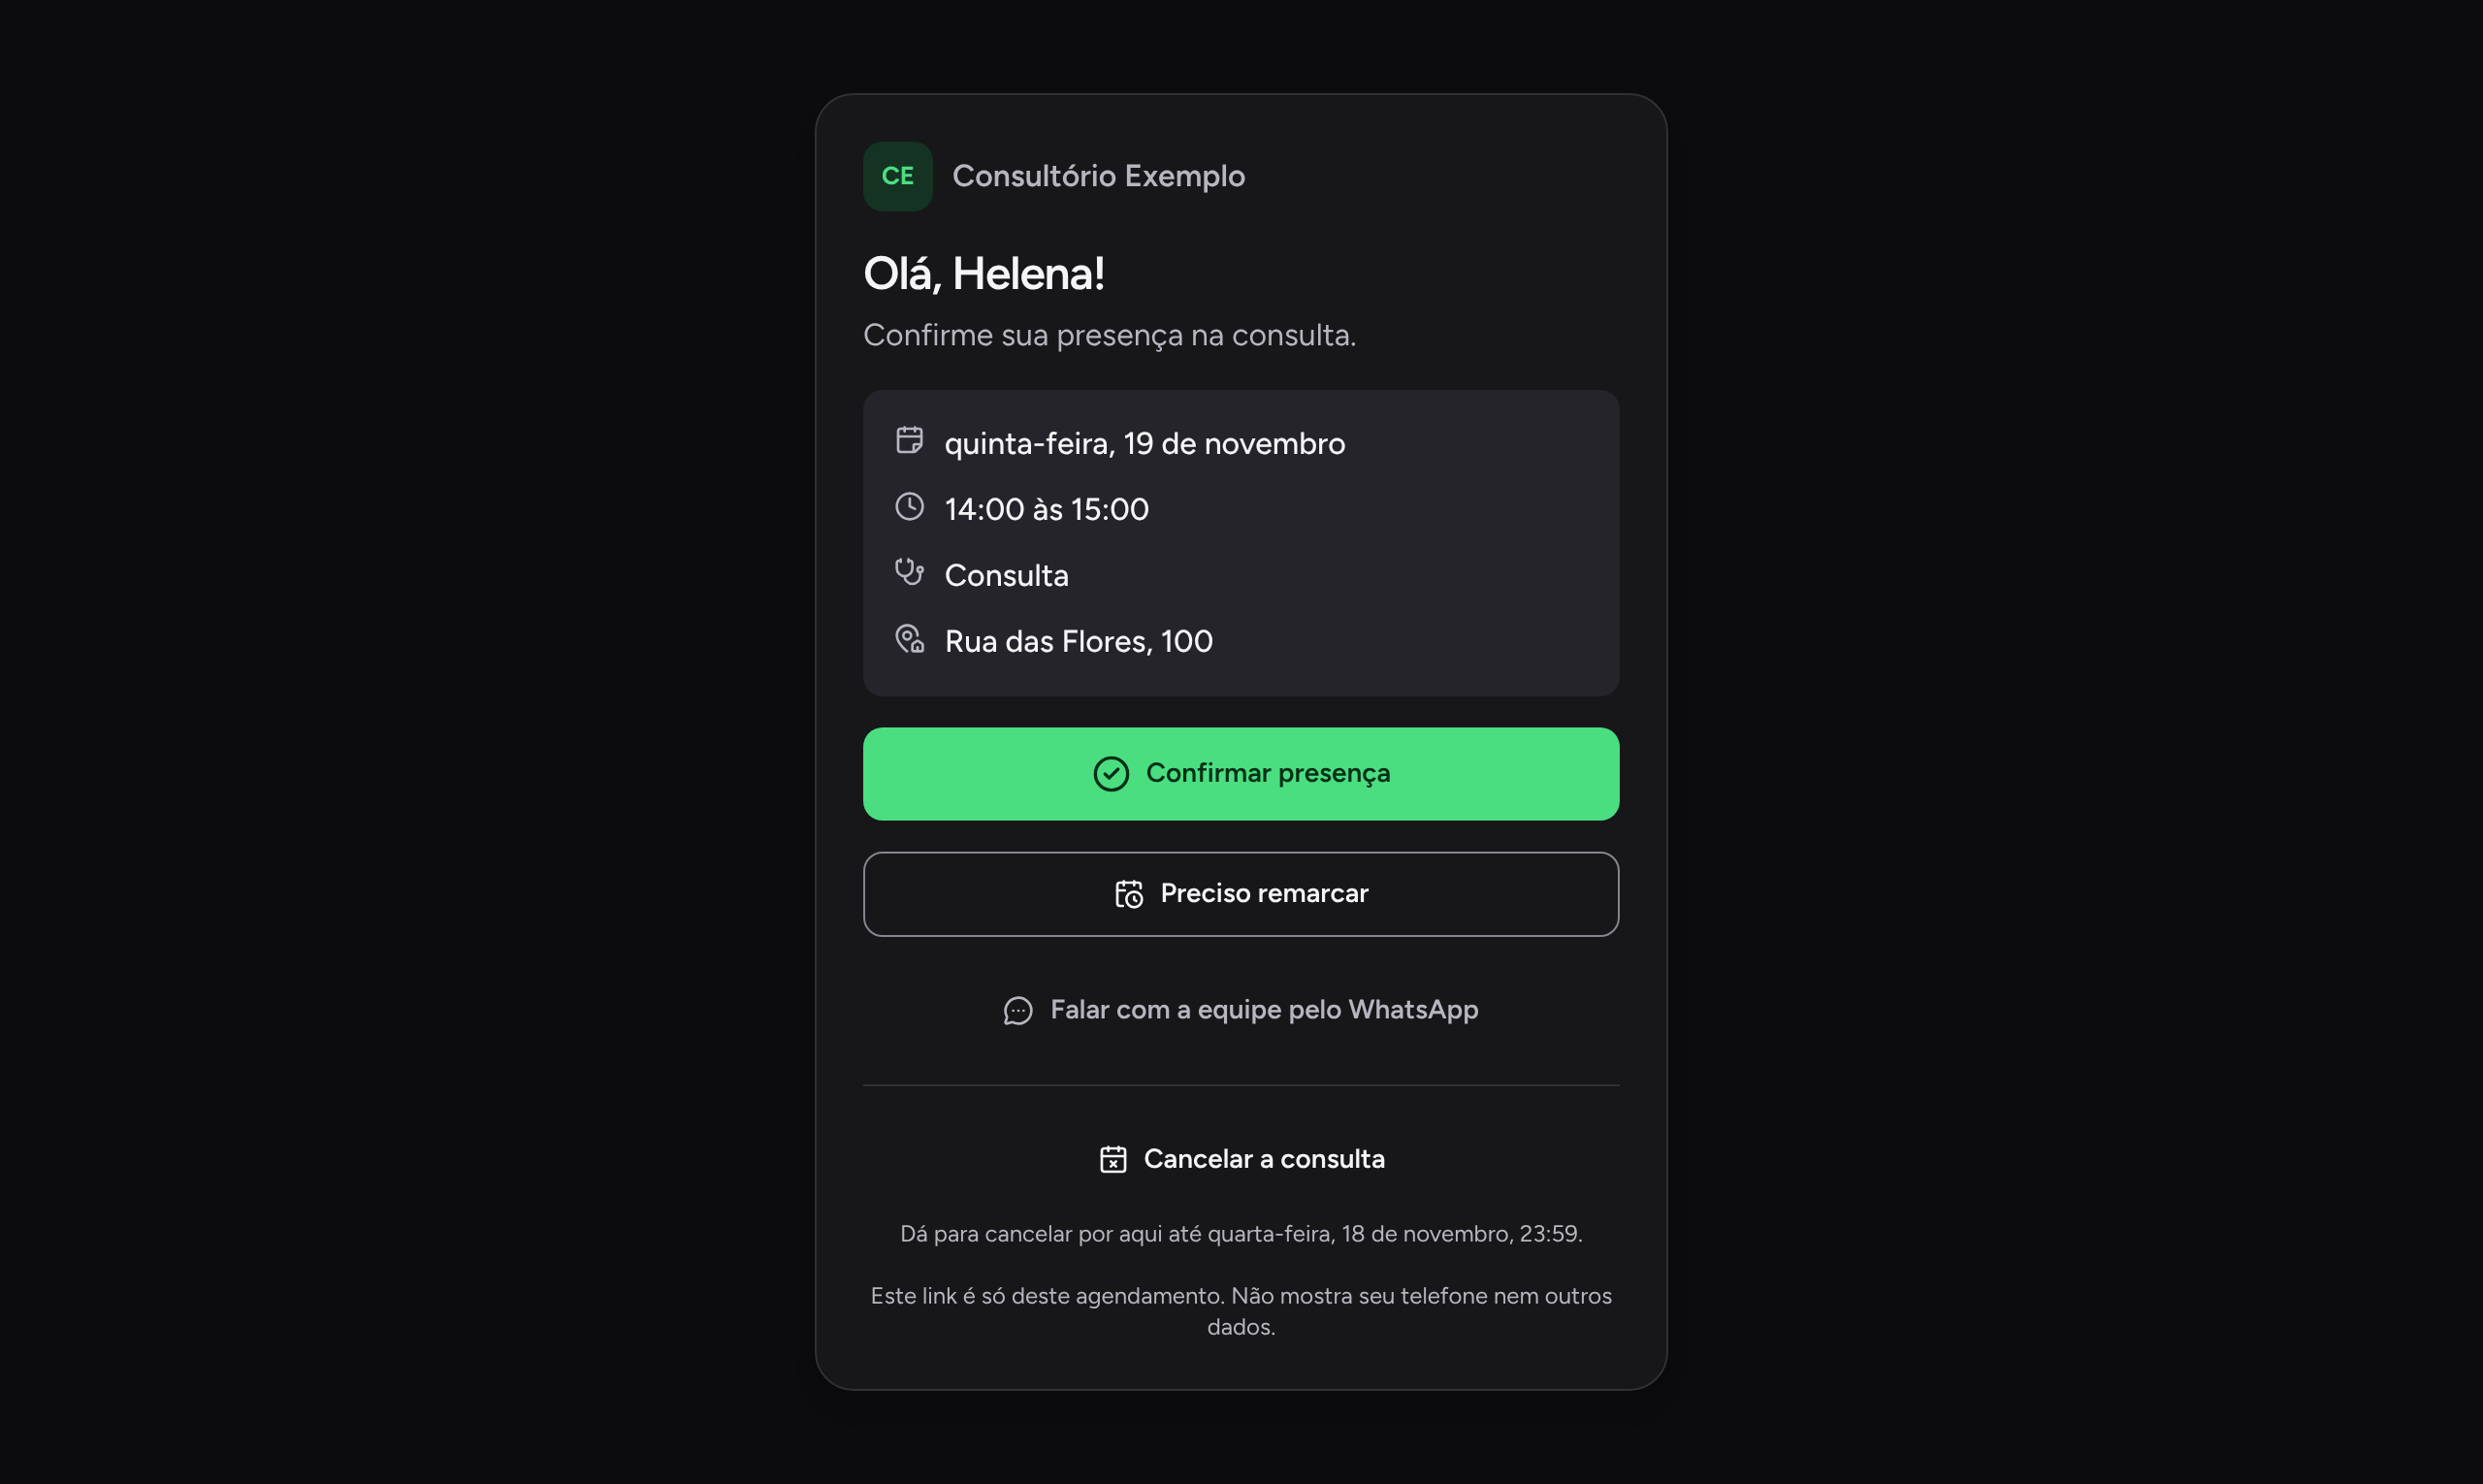 CE
Consultório Exemplo
Olá, Helena!
Confirme sua presença na consulta.
quinta-feira, 19 de novembro
14:00 às 15:00
Consulta
Rua das Flores, 100
Confirmar presença
Preciso remarcar
Falar com a equipe pelo WhatsApp
Cancelar a consulta
Dá para cancelar por aqui até quarta-feira, 18 de novembro, 23:59.
Este link é só deste agendamento. Não mostra seu telefone nem outros
dados.